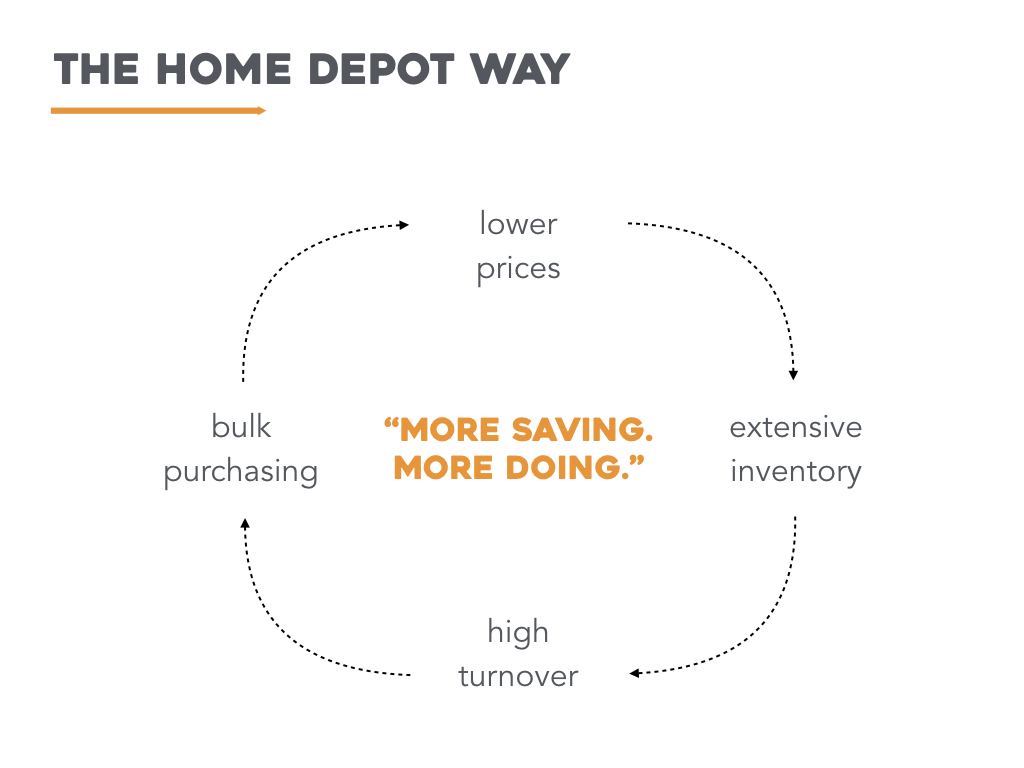 THE HOME DEPOT WAY
lower
prices
bulk
purchasing
“MORE SAVING.
MORE DOING.”
extensive
inventory
high
turnover